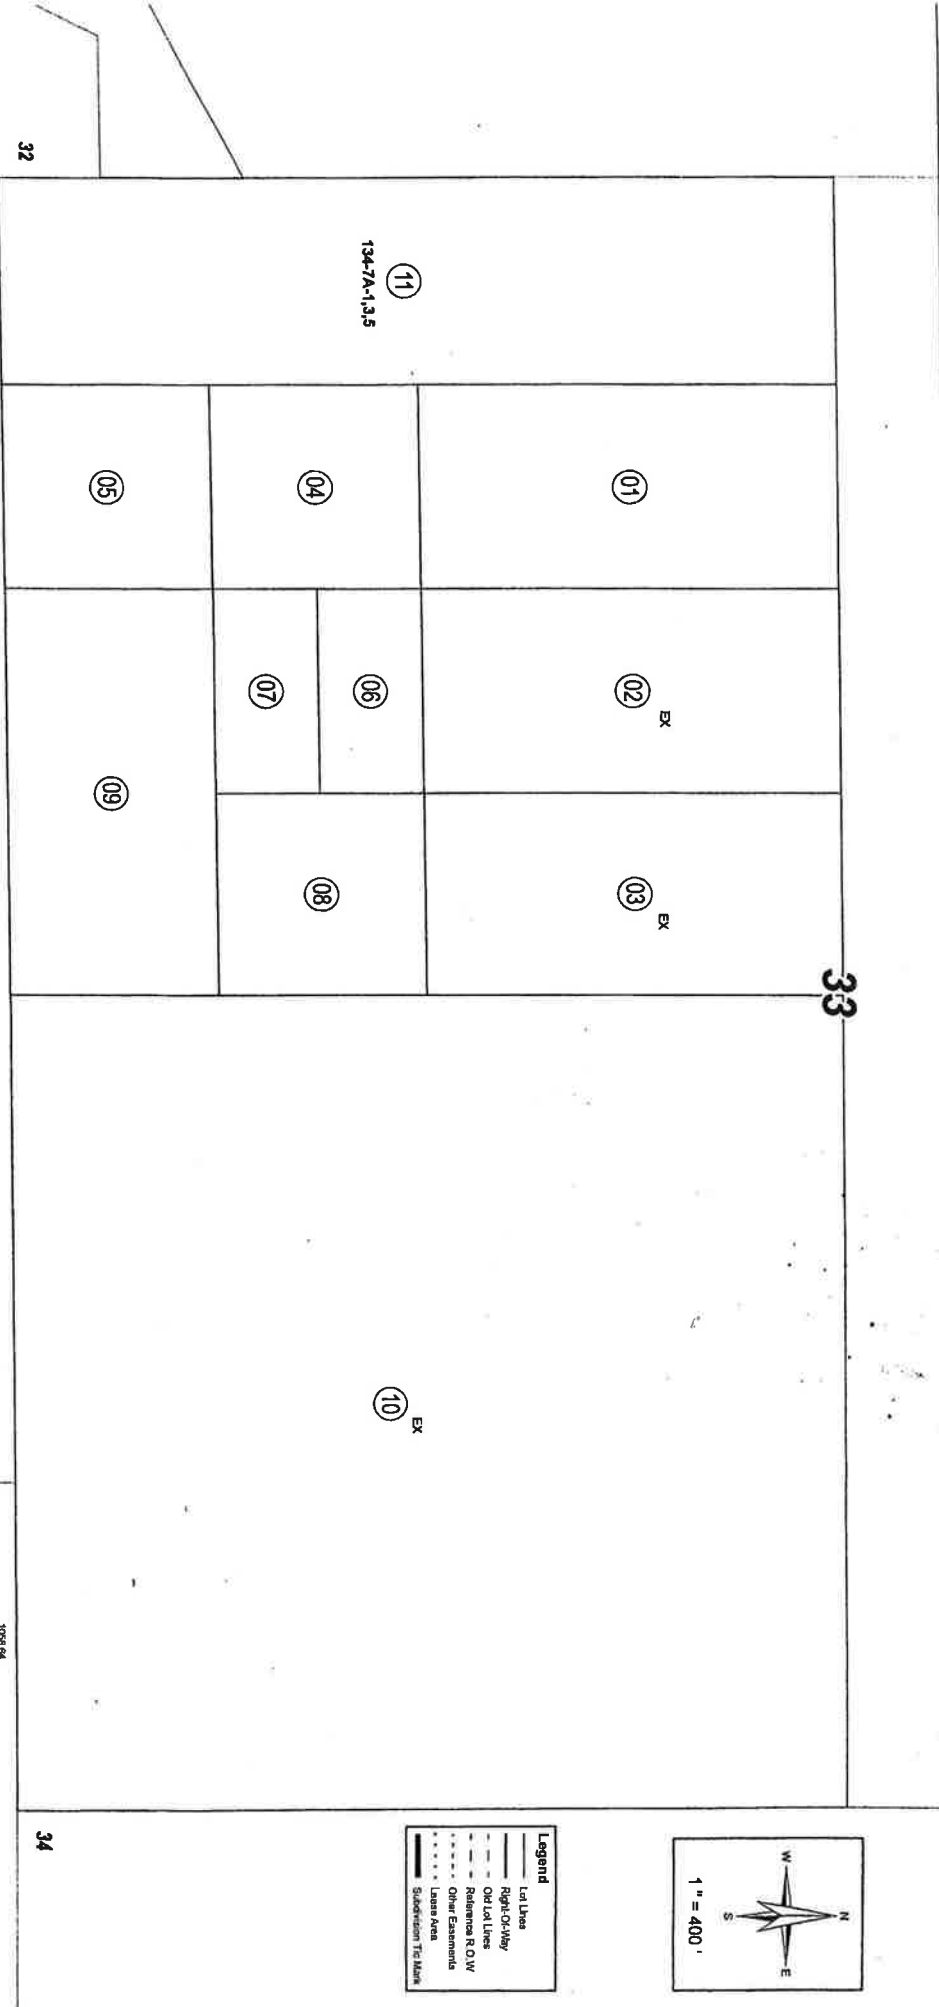 32
11
134-7A-1,3,5
01
04
05
02
EX
06
07
09
03
EX
08
33
10
EX
1058.64
34
N
W
E
S
1 " = 400 '
Legend
Lot Lines
Right-Of-Way
Old Lot Lines
Reference R.O.W
Other Easements
Lease Area
Subdivision Tic Mark